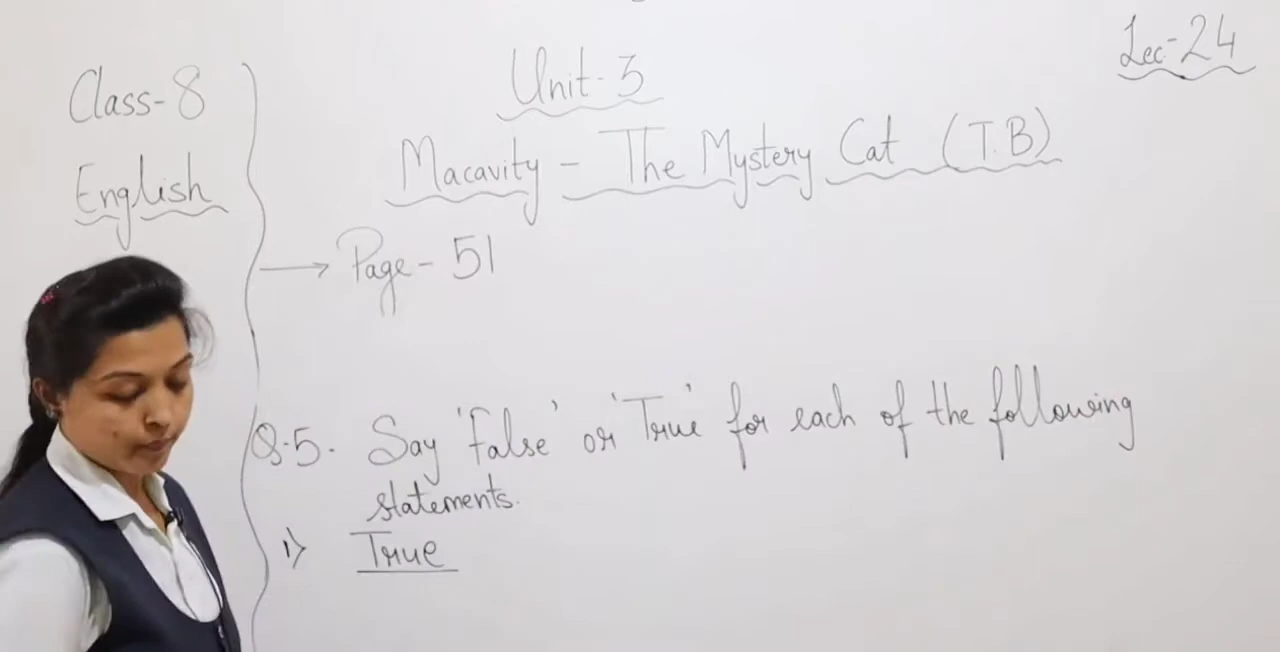 Lec-24
Class-8
English
Unit-3
Macavity - The Mystery Cat (T.B)
→ Page - 51
Q.5. Say 'False' or 'True' for each of the following
statements.
1) True